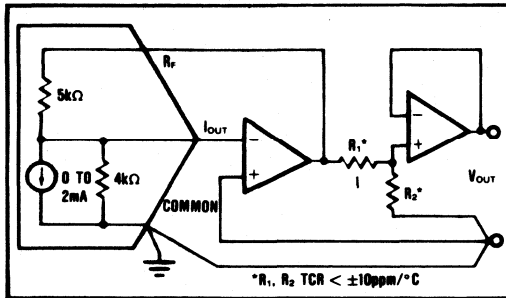 RF
5kΩ
IOUT
−
+
−
+
R1*
I
R2*
VOUT
0 TO
2mA
4kΩ
COMMON
*R1, R2 TCR < ±10ppm/°C